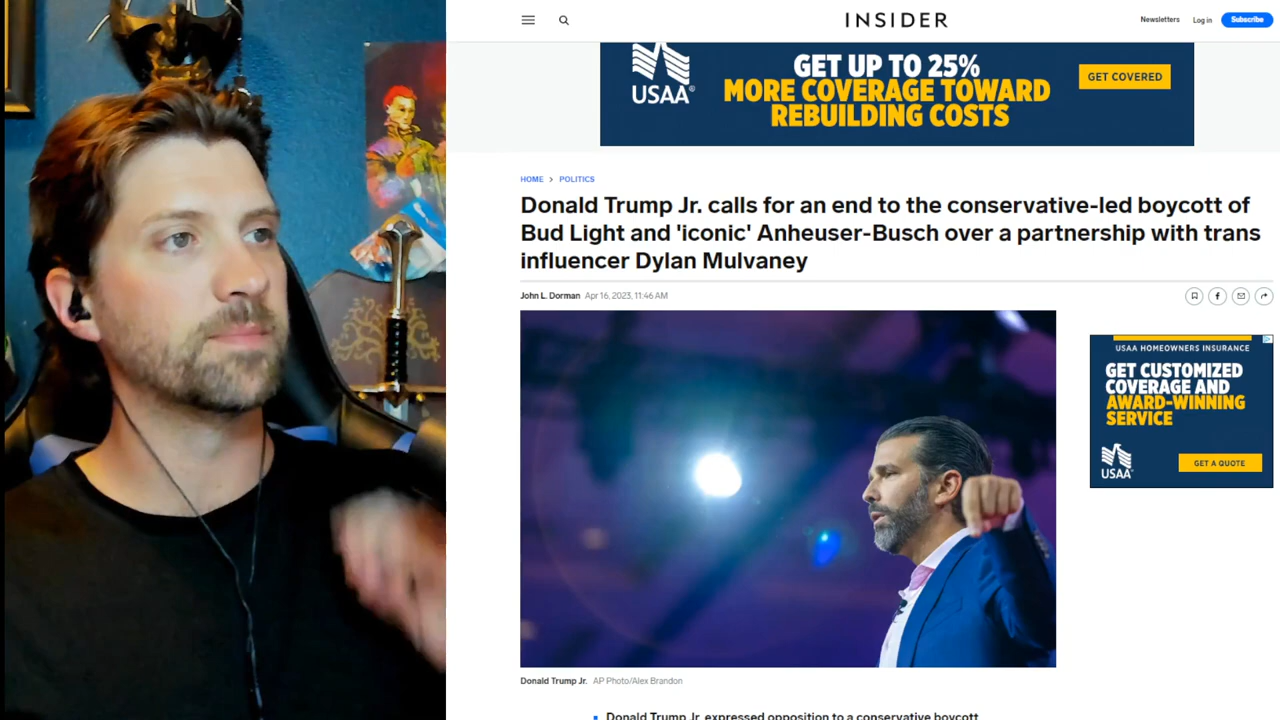 INSIDER
Newsletters Log in Subscribe
USAA®
GET UP TO 25%
MORE COVERAGE TOWARD
REBUILDING COSTS
GET COVERED
HOME > POLITICS
Donald Trump Jr. calls for an end to the conservative-led boycott of
Bud Light and 'iconic' Anheuser-Busch over a partnership with trans
influencer Dylan Mulvaney
John L. Dorman Apr 16, 2023, 11:46 AM
USAA HOMEOWNERS INSURANCE
GET CUSTOMIZED
COVERAGE AND
AWARD-WINNING
SERVICE
USAA®
GET A QUOTE
Donald Trump Jr. AP Photo/Alex Brandon
Donald Trump Jr. expressed opposition to a conservative boycott